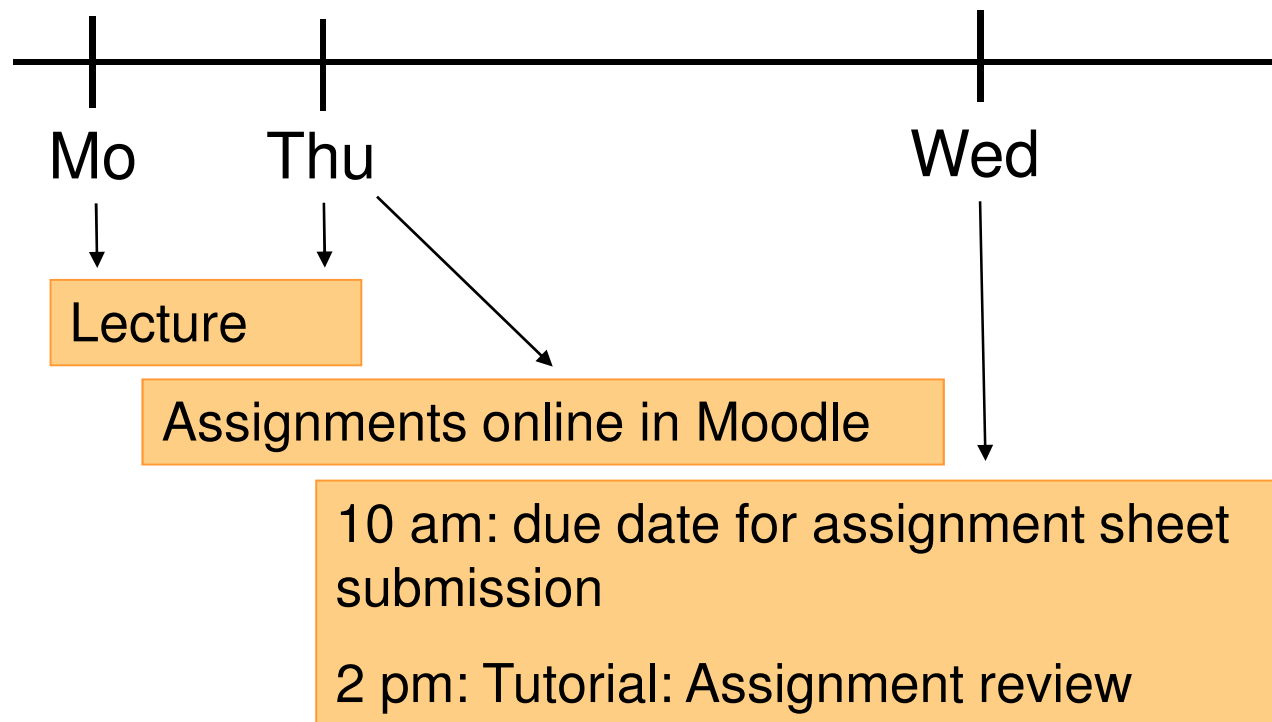 Mo Thu Wed
Lecture
Assignments online in Moodle
10 am: due date for assignment sheet
submission
2 pm: Tutorial: Assignment review